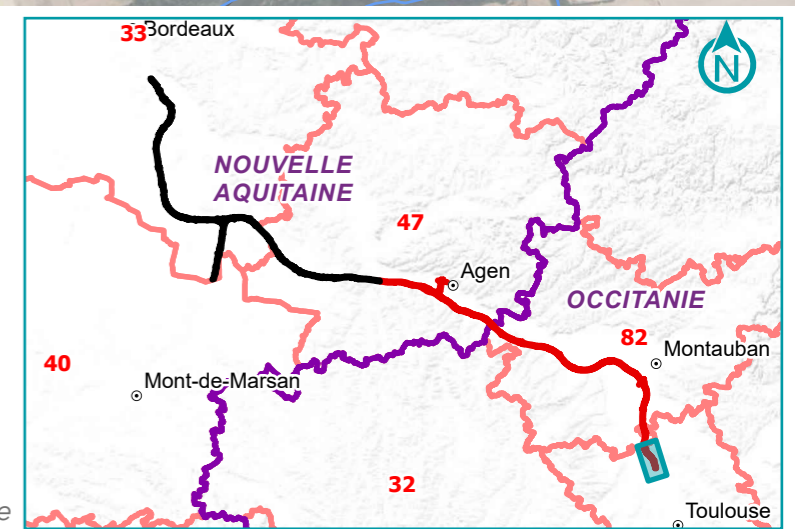 33 Bordeaux
N
NOUVELLE
AQUITAINE
47
Agen
OCCITANIE
82
Montauban
40
Mont-de-Marsan
32
Toulouse
e